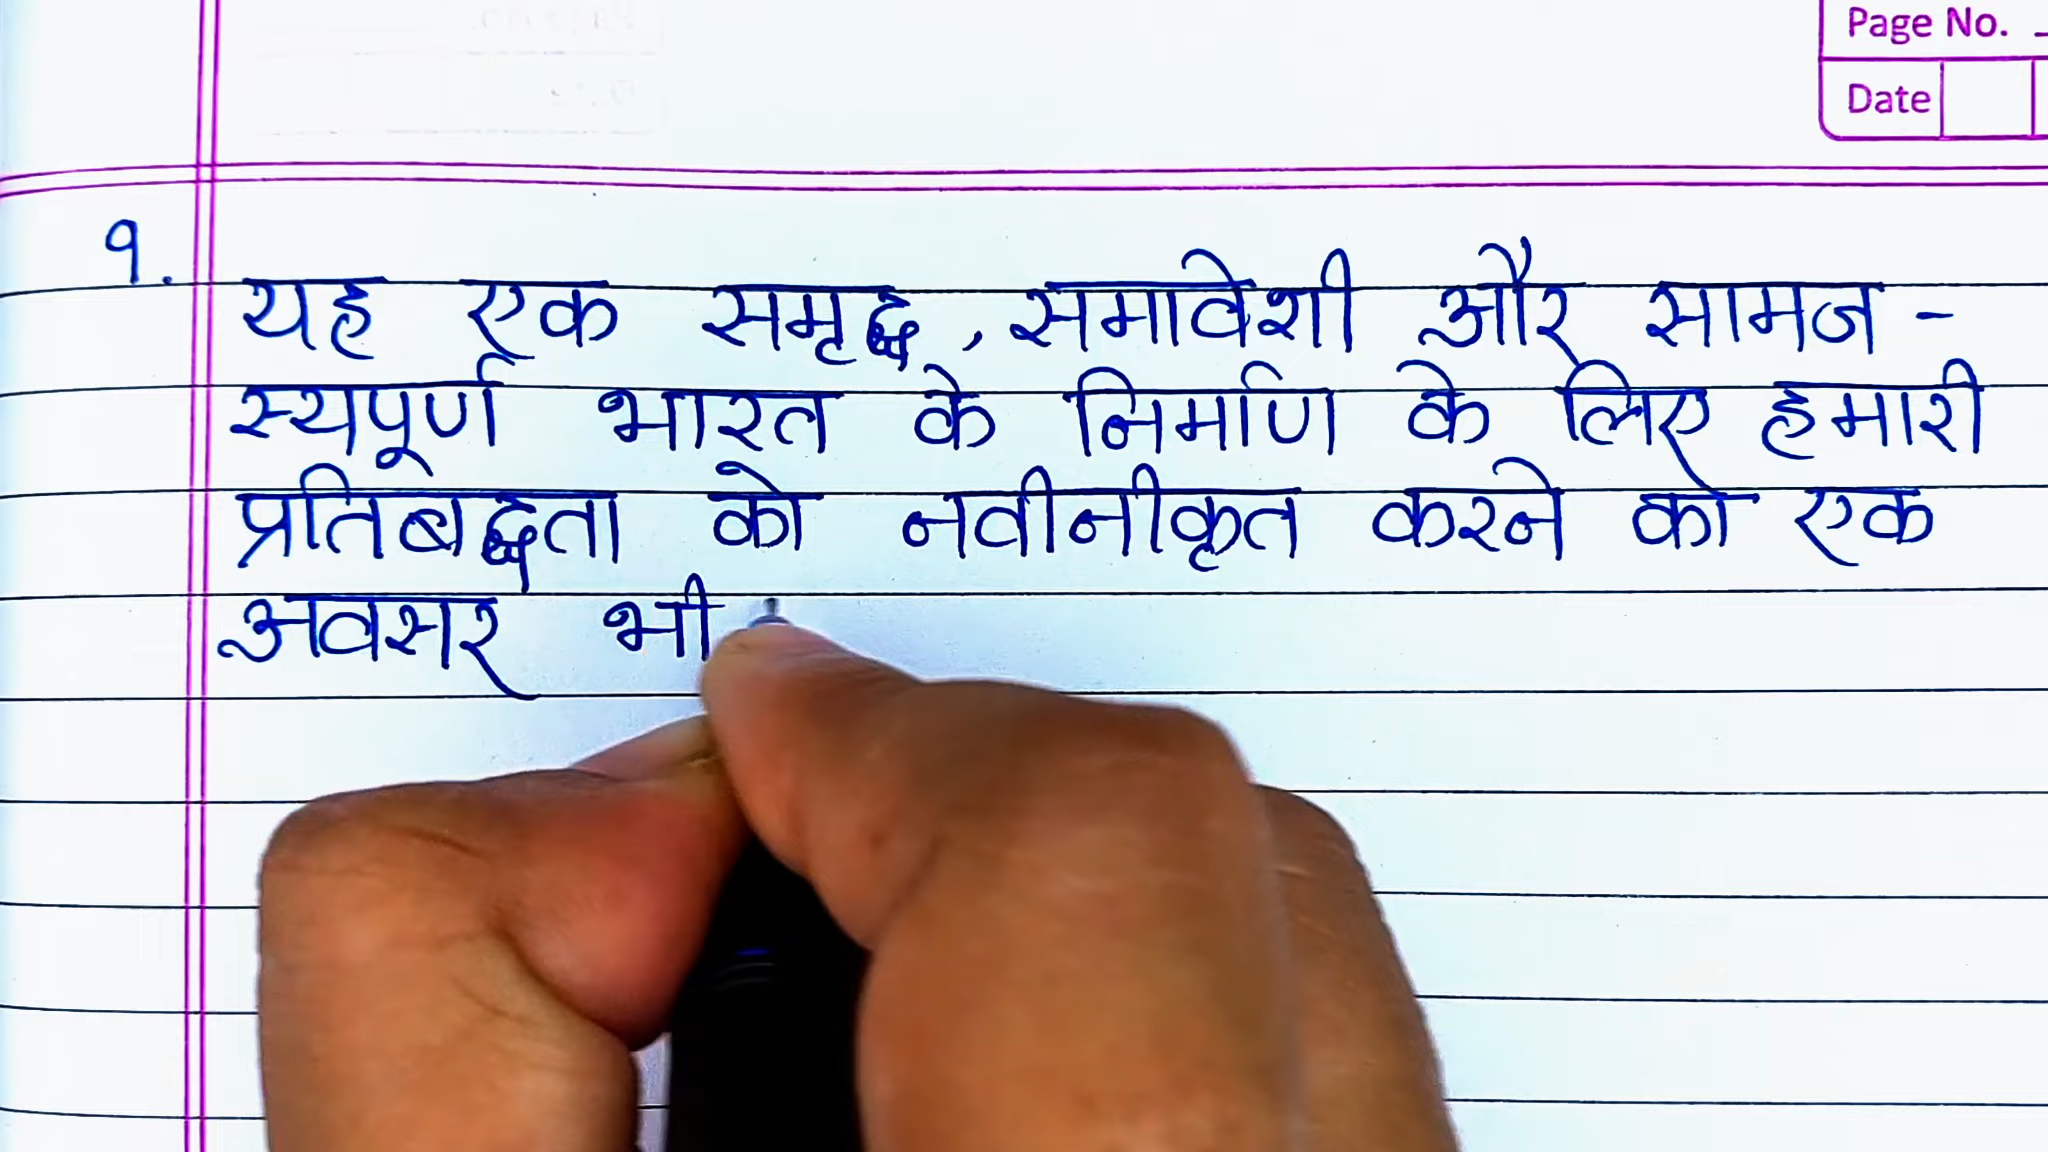 Page No.
Date
१.
यह एक समृद्ध, समावेशी और सामज -
स्यपूर्ण भारत के निर्माण के लिए हमारी
प्रतिबद्धता को नवीनीकृत करने का एक
अवसर भी